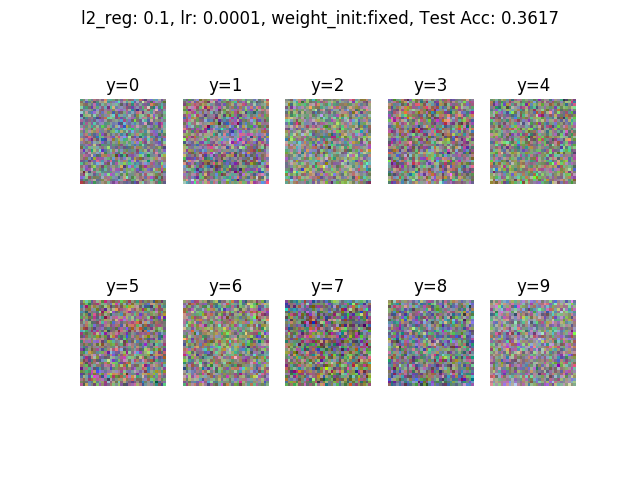 l2_reg: 0.1, lr: 0.0001, weight_init:fixed, Test Acc: 0.3617
y=0 y=1 y=2 y=3 y=4
y=5 y=6 y=7 y=8 y=9